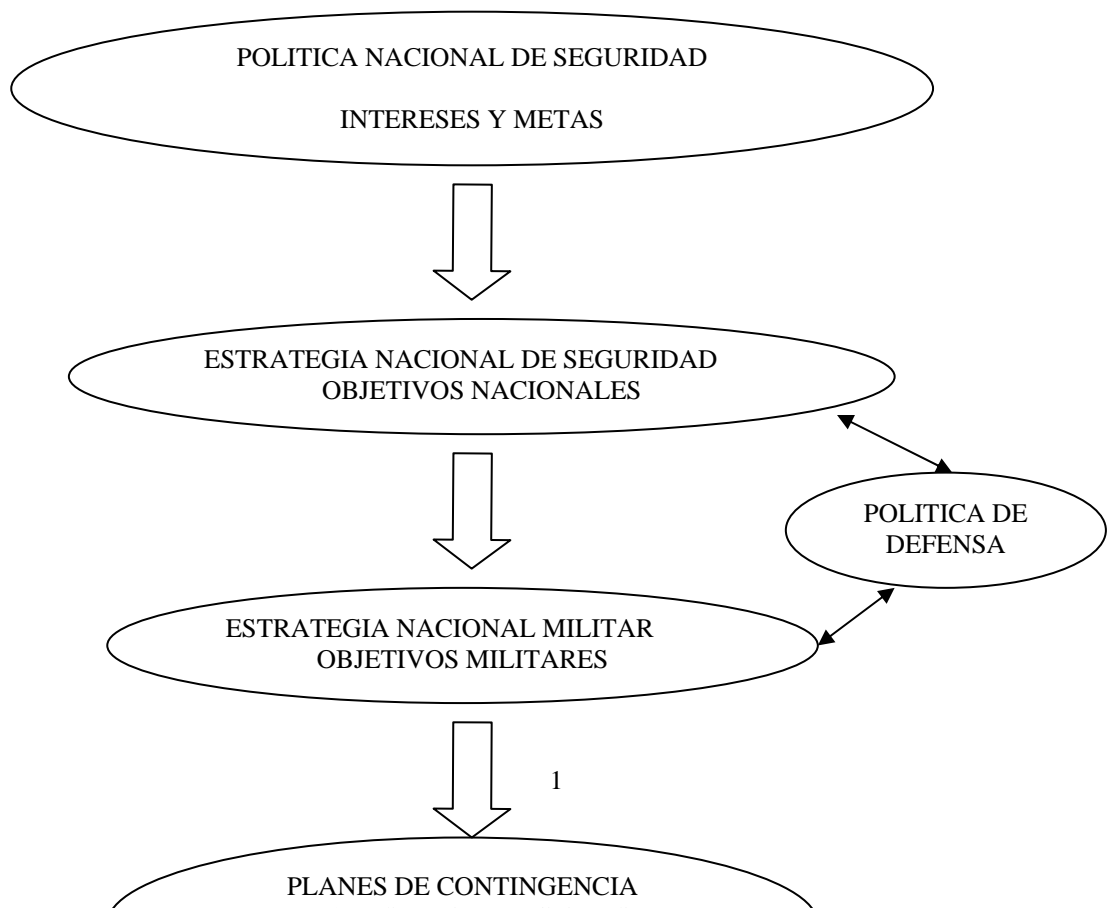 POLITICA NACIONAL DE SEGURIDAD
INTERESES Y METAS
ESTRATEGIA NACIONAL DE SEGURIDAD
OBJETIVOS NACIONALES
POLITICA DE
DEFENSA
ESTRATEGIA NACIONAL MILITAR
OBJETIVOS MILITARES
1
PLANES DE CONTINGENCIA